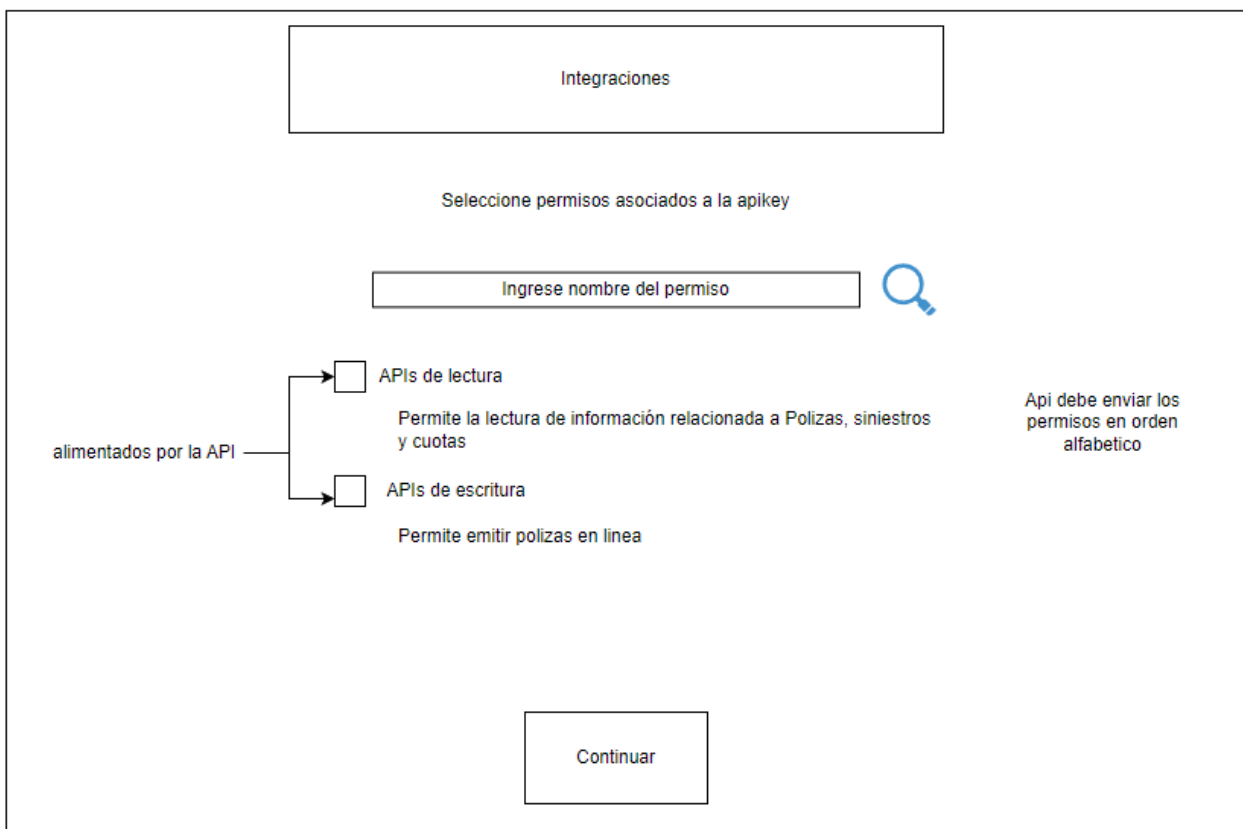 Integraciones
Seleccione permisos asociados a la apikey
Ingrese nombre del permiso
APIs de lectura
Permite la lectura de información relacionada a Polizas, siniestros
y cuotas
alimentados por la API
Api debe enviar los
permisos en orden
alfabetico
APIs de escritura
Permite emitir polizas en linea
Continuar